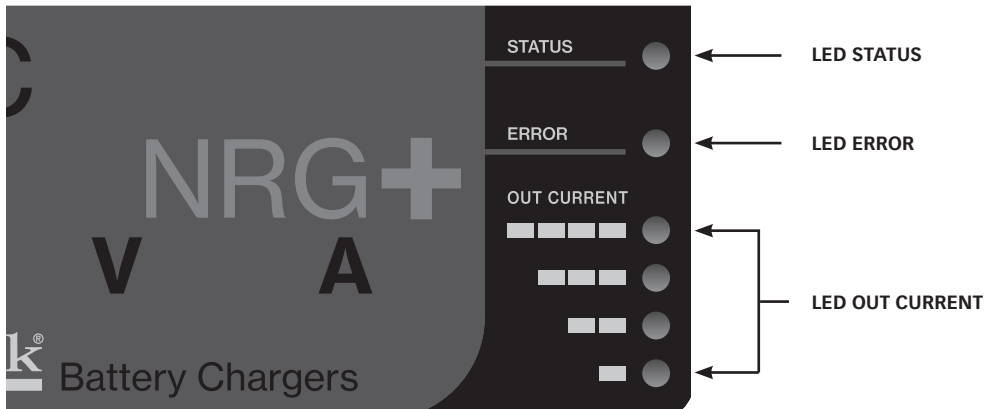 STATUS
LED STATUS
ERROR
LED ERROR
NRG+
OUT CURRENT
V A
LED OUT CURRENT
k®
Battery Chargers